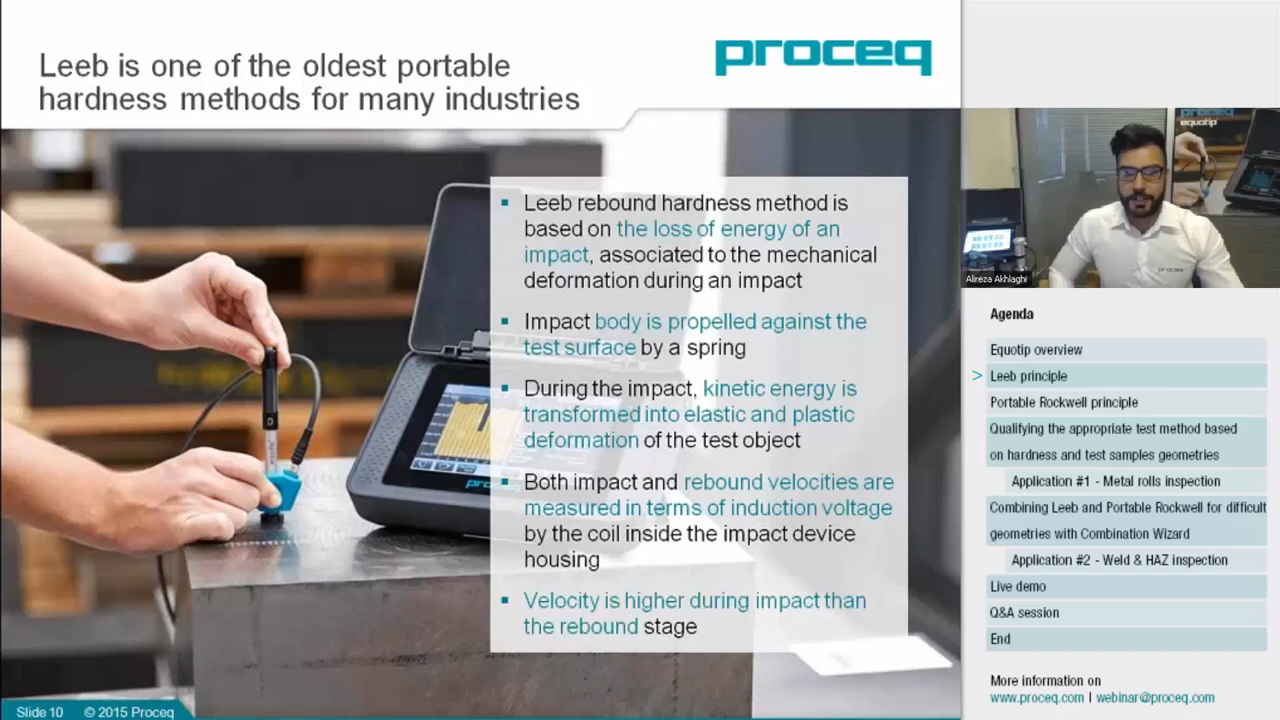 Leeb is one of the oldest portable
hardness methods for many industries
proceq
Leeb rebound hardness method is
based on the loss of energy of an
impact, associated to the mechanical
deformation during an impact
Impact body is propelled against the
test surface by a spring
During the impact, kinetic energy is
transformed into elastic and plastic
deformation of the test object
Both impact and rebound velocities are
measured in terms of induction voltage
by the coil inside the impact device
housing
Velocity is higher during impact than
the rebound stage
D
Slide 10 © 2015 Proceq
proceq
equotip
Alireza Akhlaghi
Agenda
Equotip overview
> Leeb principle
Portable Rockwell principle
Qualifying the appropriate test method based
on hardness and test samples geometries
Application #1 - Metal rolls inspection
Combining Leeb and Portable Rockwell for difficult
geometries with Combination Wizard
Application #2 - Weld & HAZ inspection
Live demo
Q&A session
End
More information on
www.proceq.com | webinar@proceq.com